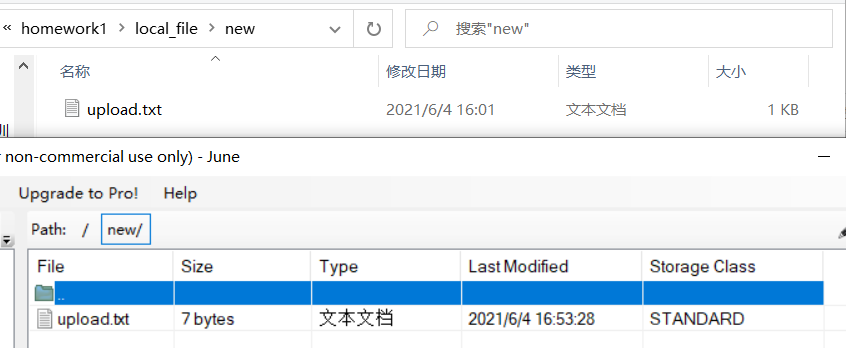 « homework1 > local_file > new 搜索"new"
名称 修改日期 类型 大小
upload.txt 2021/6/4 16:01 文本文档 1 KB
r non-commercial use only) - June
Upgrade to Pro! Help
Path: / new/
File Size Type Last Modified Storage Class
..
upload.txt 7 bytes 文本文档 2021/6/4 16:53:28 STANDARD